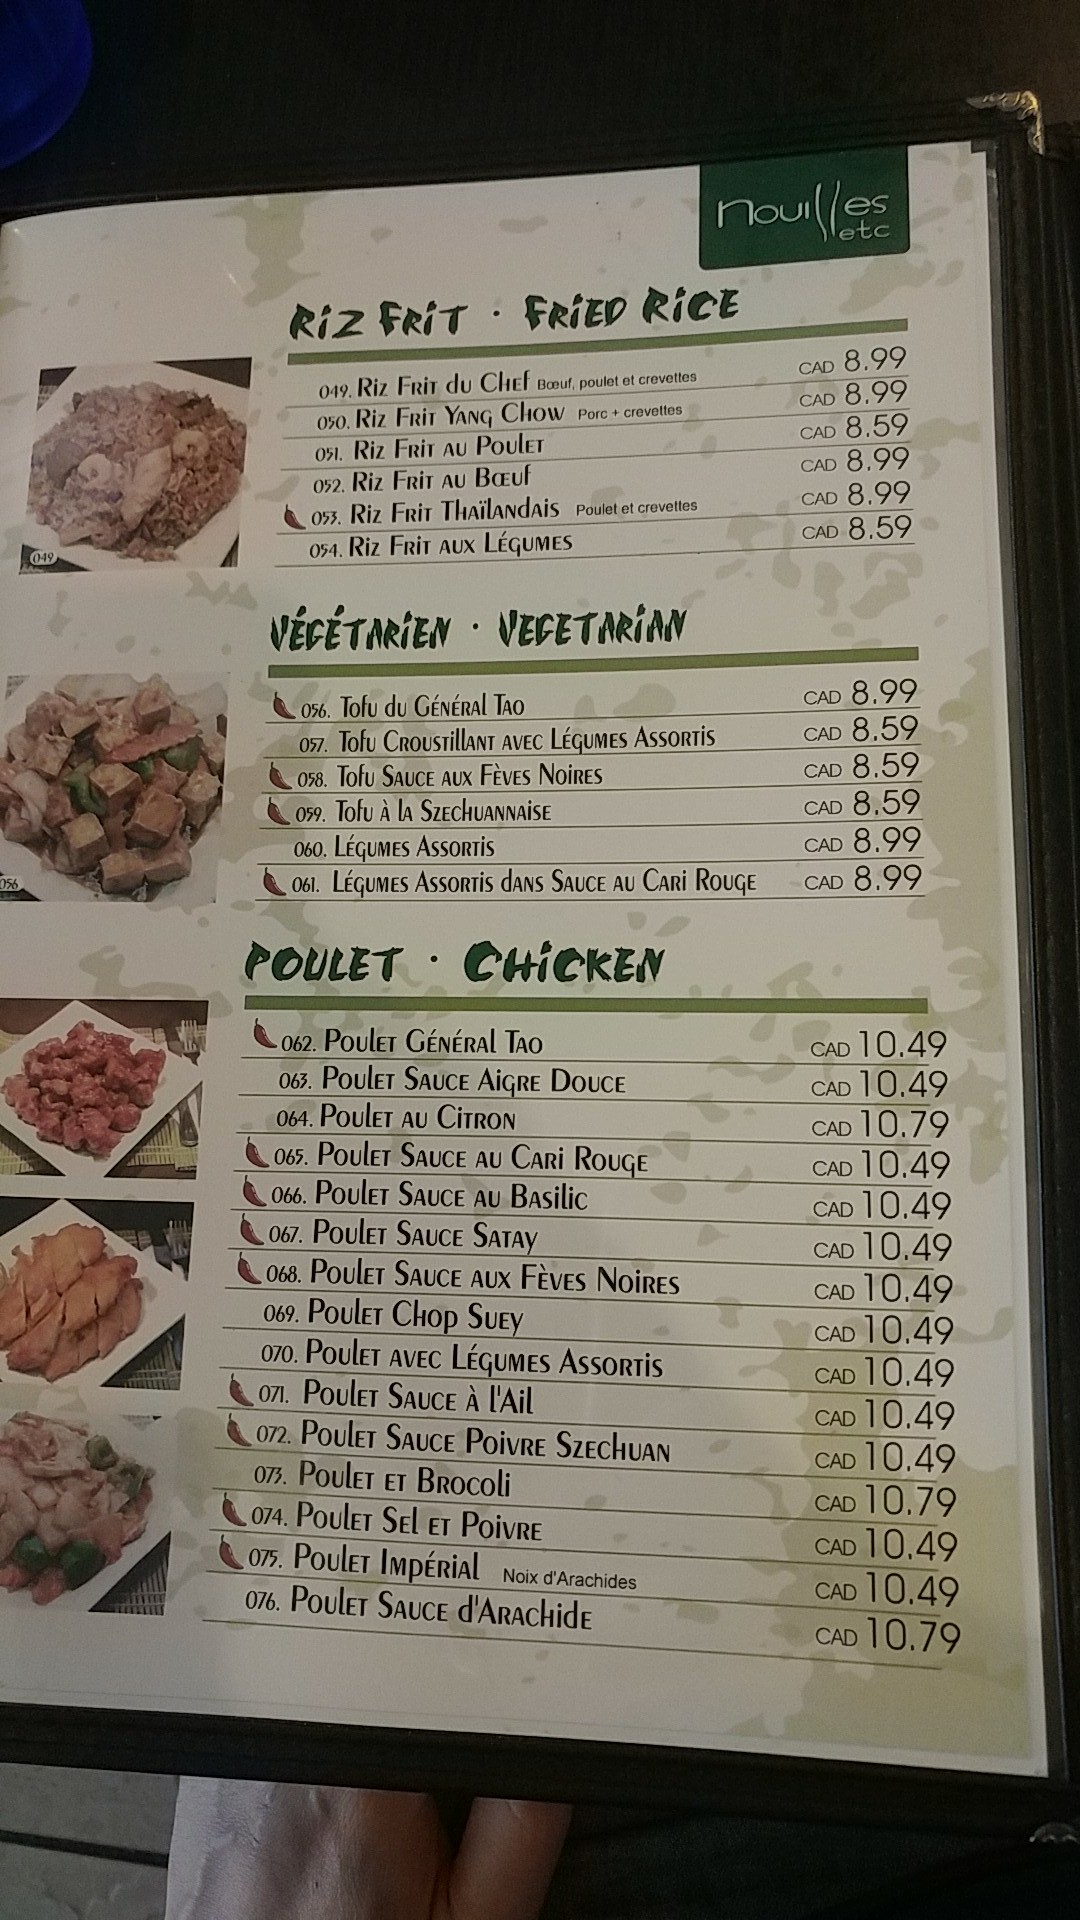 nouilles
etc
Riz Frit · Fried Rice
049. Riz Frit du Chef Bœuf, poulet et crevettes CAD 8.99
050. Riz Frit Yang Chow Porc + crevettes CAD 8.99
051. Riz Frit au Poulet CAD 8.59
052. Riz Frit au Bœuf CAD 8.99
053. Riz Frit Thaïlandais Poulet et crevettes CAD 8.99
054. Riz Frit aux Légumes CAD 8.59
049
Végétarien · Vegetarian
056. Tofu du Général Tao CAD 8.99
057. Tofu Croustillant avec Légumes Assortis CAD 8.59
058. Tofu Sauce aux Fèves Noires CAD 8.59
059. Tofu à la Szechuannaise CAD 8.59
060. Légumes Assortis CAD 8.99
061. Légumes Assortis dans Sauce au Cari Rouge CAD 8.99
056
Poulet · Chicken
062. Poulet Général Tao CAD 10.49
063. Poulet Sauce Aigre Douce CAD 10.49
064. Poulet au Citron CAD 10.79
065. Poulet Sauce au Cari Rouge CAD 10.49
066. Poulet Sauce au Basilic CAD 10.49
067. Poulet Sauce Satay CAD 10.49
068. Poulet Sauce aux Fèves Noires CAD 10.49
069. Poulet Chop Suey CAD 10.49
070. Poulet avec Légumes Assortis CAD 10.49
071. Poulet Sauce à l'Ail CAD 10.49
072. Poulet Sauce Poivre Szechuan CAD 10.49
073. Poulet et Brocoli CAD 10.79
074. Poulet Sel et Poivre CAD 10.49
075. Poulet Impérial Noix d'Arachides CAD 10.49
076. Poulet Sauce d'Arachide CAD 10.79